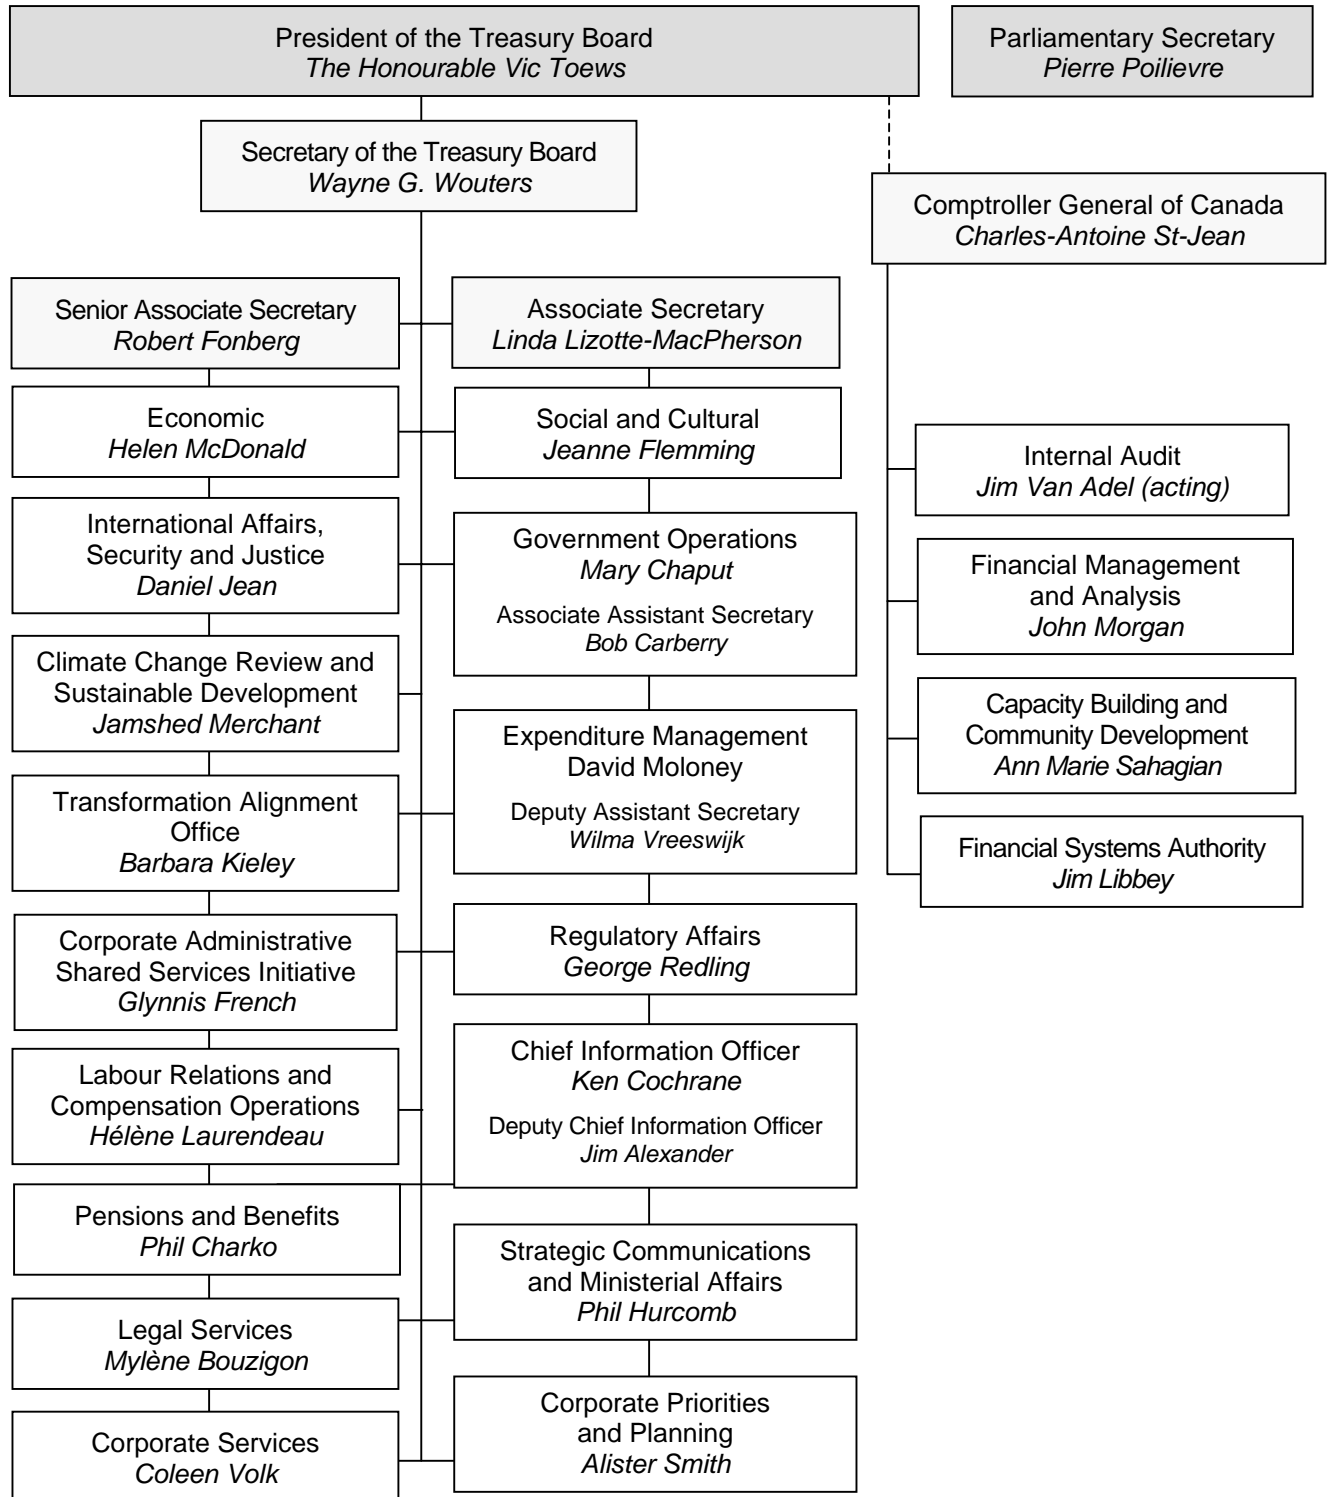 President of the Treasury Board
The Honourable Vic Toews
Parliamentary Secretary
Pierre Poilievre
Secretary of the Treasury Board
Wayne G. Wouters
Comptroller General of Canada
Charles-Antoine St-Jean
Senior Associate Secretary
Robert Fonberg
Associate Secretary
Linda Lizotte-MacPherson
Economic
Helen McDonald
Social and Cultural
Jeanne Flemming
International Affairs,
Security and Justice
Daniel Jean
Government Operations
Mary Chaput
Associate Assistant Secretary
Bob Carberry
Climate Change Review and
Sustainable Development
Jamshed Merchant
Expenditure Management
David Moloney
Deputy Assistant Secretary
Wilma Vreeswijk
Transformation Alignment
Office
Barbara Kieley
Corporate Administrative
Shared Services Initiative
Glynnis French
Regulatory Affairs
George Redling
Labour Relations and
Compensation Operations
Hélène Laurendeau
Chief Information Officer
Ken Cochrane
Deputy Chief Information Officer
Jim Alexander
Pensions and Benefits
Phil Charko
Strategic Communications
and Ministerial Affairs
Phil Hurcomb
Legal Services
Mylène Bouzigon
Corporate Priorities
and Planning
Alister Smith
Corporate Services
Coleen Volk
Internal Audit
Jim Van Adel (acting)
Financial Management
and Analysis
John Morgan
Capacity Building and
Community Development
Ann Marie Sahagian
Financial Systems Authority
Jim Libbey